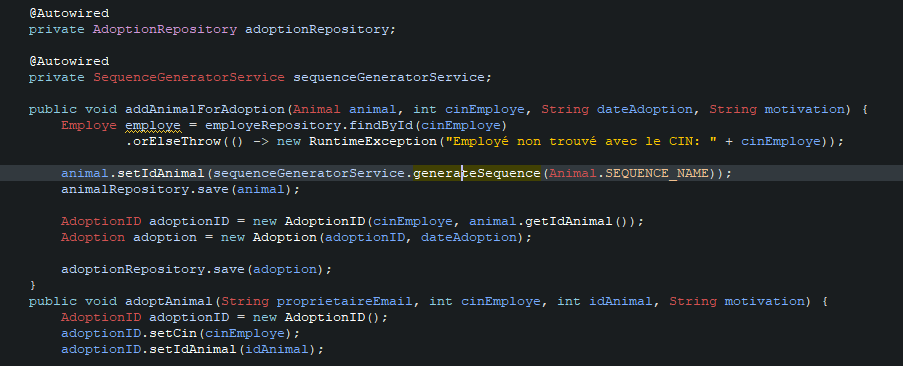 @Autowired
private AdoptionRepository adoptionRepository;
@Autowired
private SequenceGeneratorService sequenceGeneratorService;
public void addAnimalForAdoption(Animal animal, int cinEmploye, String dateAdoption, String motivation) {
Employe employe = employeRepository.findById(cinEmploye)
.orElseThrow(() -> new RuntimeException("Employé non trouvé avec le CIN: " + cinEmploye));
animal.setIdAnimal(sequenceGeneratorService.generateSequence(Animal.SEQUENCE_NAME));
animalRepository.save(animal);
AdoptionID adoptionID = new AdoptionID(cinEmploye, animal.getIdAnimal());
Adoption adoption = new Adoption(adoptionID, dateAdoption);
adoptionRepository.save(adoption);
}
public void adoptAnimal(String proprietaireEmail, int cinEmploye, int idAnimal, String motivation) {
AdoptionID adoptionID = new AdoptionID();
adoptionID.setCin(cinEmploye);
adoptionID.setIdAnimal(idAnimal);